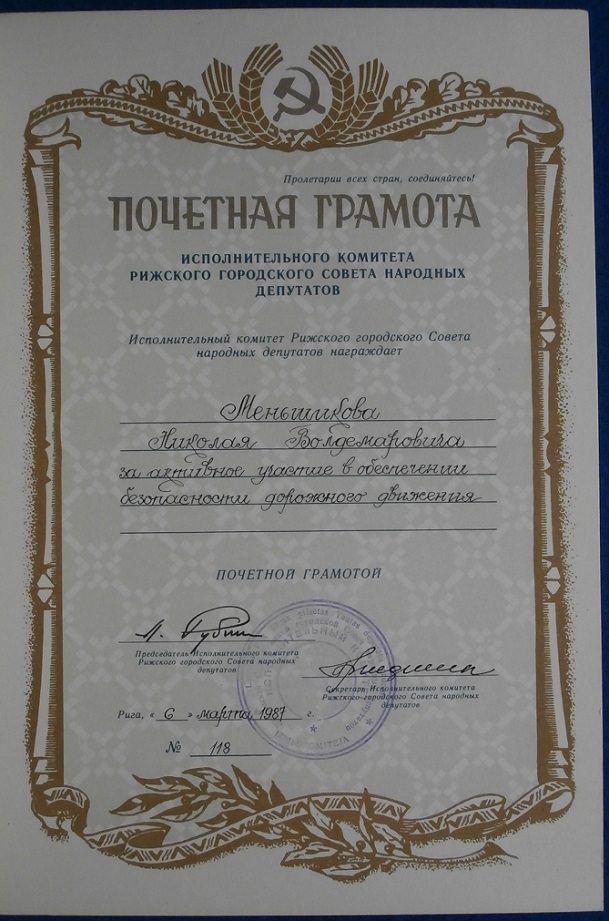 Пролетарии всех стран, соединяйтесь!
ПОЧЕТНАЯ ГРАМОТА
ИСПОЛНИТЕЛЬНОГО КОМИТЕТА
РИЖСКОГО ГОРОДСКОГО СОВЕТА НАРОДНЫХ
ДЕПУТАТОВ
Исполнительный комитет Рижского городского Совета
народных депутатов награждает
Меньшикова
Николая Волдемаровича
за активное участие в обеспечении
безопасности дорожного движения
ПОЧЕТНОЙ ГРАМОТОЙ
Председатель Исполнительного комитета
Рижского городского Совета народных
депутатов
Секретарь Исполнительного комитета
Рижского городского Совета народных
депутатов
Рига, « 6 » марта 1987 г.
№ 118